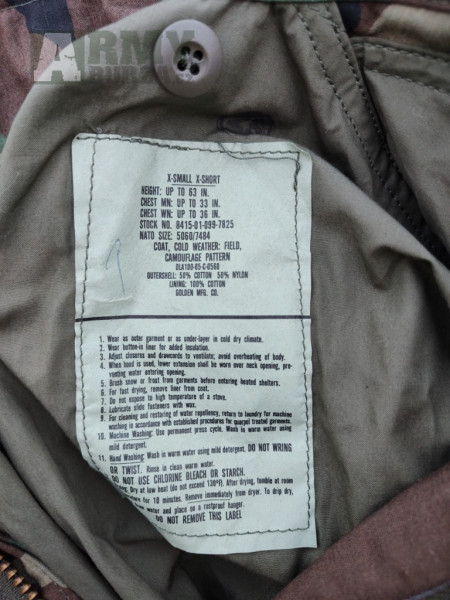 ARMY
X-SMALL X-SHORT
HEIGHT: UP TO 63 IN.
CHEST MN: UP TO 33 IN.
CHEST WN: UP TO 36 IN.
STOCK NO. 8415-01-099-7825
NATO SIZE: 5060/7484
COAT, COLD WEATHER: FIELD,
CAMOUFLAGE PATTERN
DLA100-85-C-0568
OUTERSHELL: 50% COTTON 50% NYLON
LINING: 100% COTTON
GOLDEN MFG. CO.
1. Wear as outer garment or as under-layer in cold dry climate.
2. Wear button-in liner for added insulation.
3. Adjust closures and drawcords to ventilate; avoid overheating of body.
4. When hood is used, lower extension shall be worn over neck opening, pre-
venting water entering opening.
5. Brush snow or frost from garments before entering heated shelters.
6. For fast drying, remove liner from coat.
7. Do not expose to high temperature of a stove.
8. Lubricate slide fasteners with wax.
9. For cleaning and restoring of water repellency, return to laundry for machine
washing in accordance with established procedures for quarpel treated garments.
10. Machine Washing: Use permanent press cycle. Wash in warm water using
mild detergent.
11. Hand Washing: Wash in warm water using mild detergent. DO NOT WRING
OR TWIST. Rinse in clean warm water.
DO NOT USE CHLORINE BLEACH OR STARCH.
Dry at low heat (do not exceed 130°F). After drying, tumble at room
for 10 minutes. Remove immediately from dryer. To drip dry,
water and place on a rustproof hanger.
DO NOT REMOVE THIS LABEL